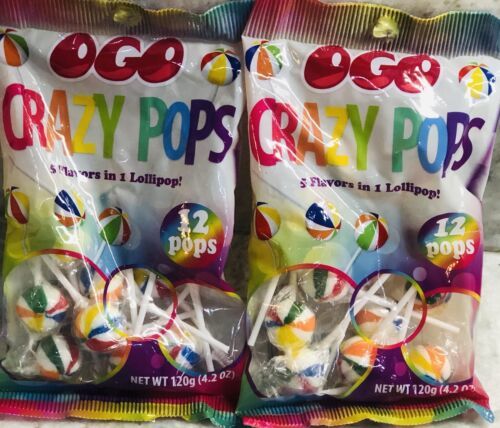 OGO
CRAZY POPS
5 Flavors in 1 Lollipop!
12
pops
NET WT 120g (4.2 OZ)
OGO
CRAZY POPS
5 Flavors in 1 Lollipop!
12
pops
NET WT 120g (4.2 OZ)